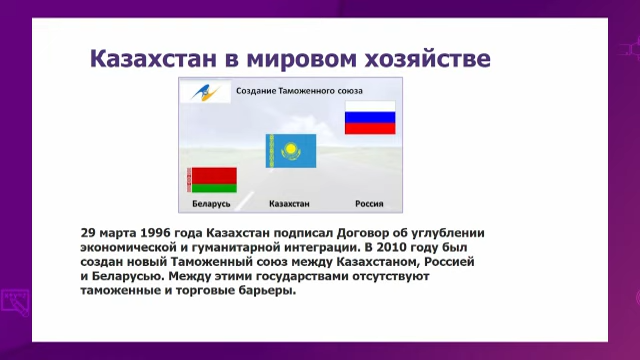 Казахстан в мировом хозяйстве
Создание Таможенного союза
Беларусь Казахстан Россия
29 марта 1996 года Казахстан подписал Договор об углублении
экономической и гуманитарной интеграции. В 2010 году был
создан новый Таможенный союз между Казахстаном, Россией
и Беларусью. Между этими государствами отсутствуют
таможенные и торговые барьеры.